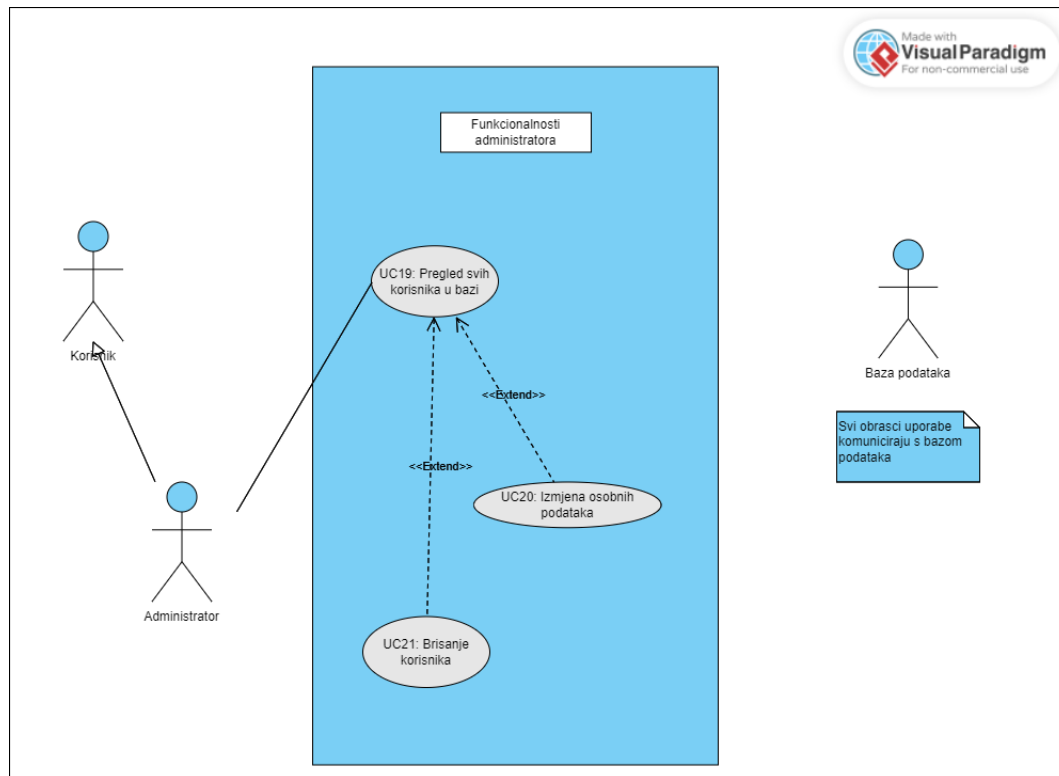 Made with
Visual Paradigm
For non-commercial use
Funkcionalnosti
administratora
UC19: Pregled svih
korisnika u bazi
Korisnik
Baza podataka
<<Extend>>
Svi obrasci uporabe
komuniciraju s bazom
podataka
<<Extend>>
UC20: Izmjena osobnih
podataka
Administrator
UC21: Brisanje
korisnika